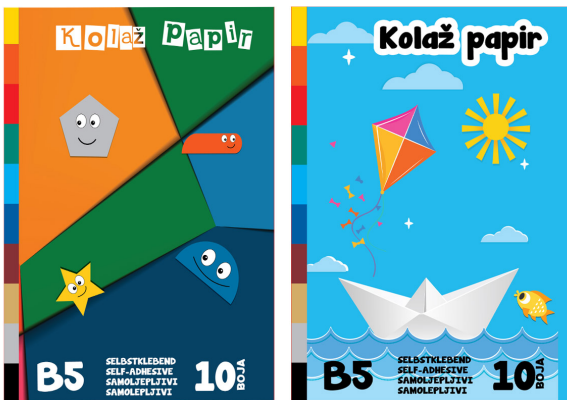 Kolaž papir
B5
SELBSTKLEBEND
SELF-ADHESIVE
SAMOLJEPLJIVI
SAMOLEPLJIVI
10
BOJA
Kolaž papir
B5
SELBSTKLEBEND
SELF-ADHESIVE
SAMOLJEPLJIVI
SAMOLEPLJIVI
10
BOJA